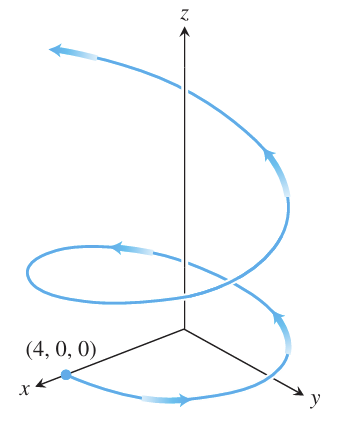 z
(4, 0, 0)
x
y